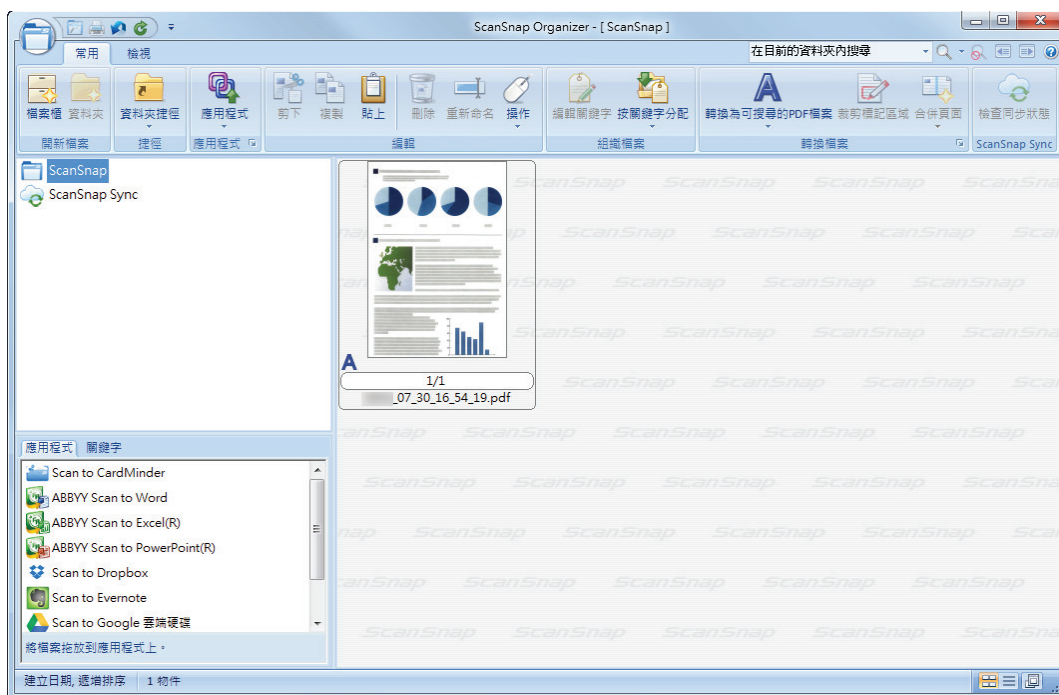 ScanSnap Organizer - [ ScanSnap ]
常用 檢視
在目前的資料夾內搜尋
檔案櫃 資料夾 資料夾捷徑 應用程式 剪下 複製 貼上 刪除 重新命名 操作 編輯關鍵字 按關鍵字分配 轉換為可搜尋的PDF檔案 裁剪標記區域 合併頁面 檢查同步狀態
開新檔案 捷徑 應用程式 編輯 組織檔案 轉換檔案 ScanSnap Sync
ScanSnap
ScanSnap Sync
A
1/1
_07_30_16_54_19.pdf
應用程式 關鍵字
Scan to CardMinder
ABBYY Scan to Word
ABBYY Scan to Excel(R)
ABBYY Scan to PowerPoint(R)
Scan to Dropbox
Scan to Evernote
Scan to Google 雲端硬碟
將檔案拖放到應用程式上。
建立日期, 遞增排序 1 物件